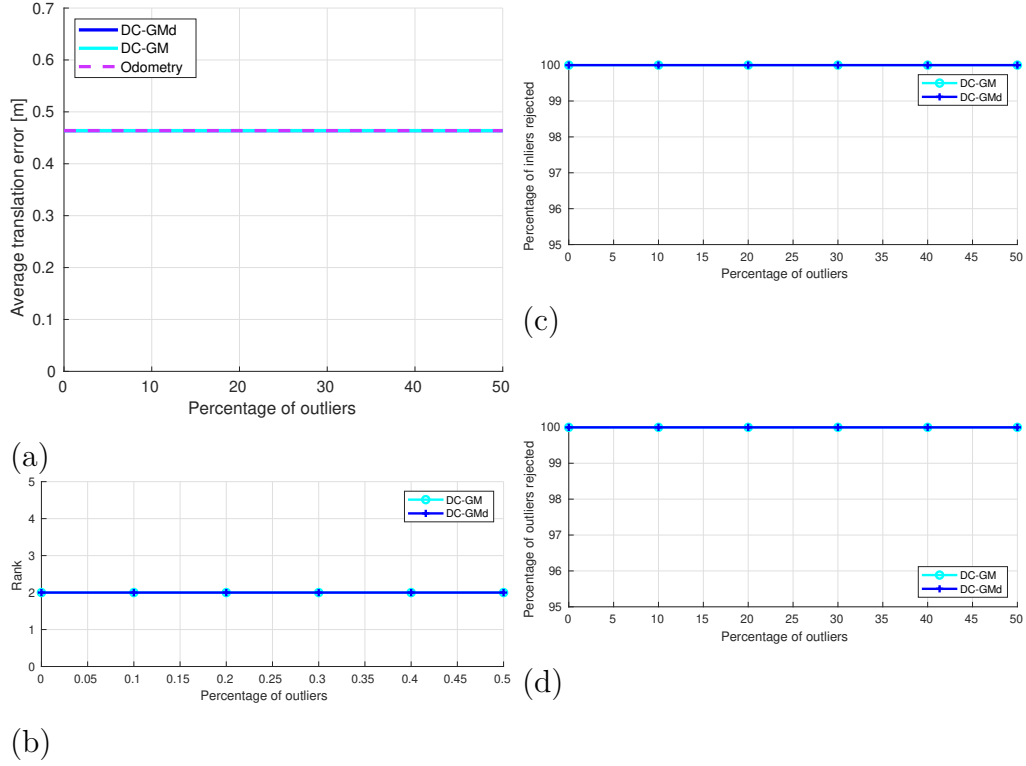 0.7
0.6
0.5
0.4
0.3
0.2
0.1
0
Average translation error [m]
DC-GMd
DC-GM
Odometry
0 10 20 30 40 50
Percentage of outliers
(a)
5
4
3
2
1
0
Rank
DC-GM
DC-GMd
0 0.05 0.1 0.15 0.2 0.25 0.3 0.35 0.4 0.45 0.5
Percentage of outliers
(b)
100
99
98
97
96
95
Percentage of inliers rejected
DC-GM
DC-GMd
0 5 10 15 20 25 30 35 40 45 50
Percentage of outliers
(c)
100
99
98
97
96
95
Percentage of outliers rejected
DC-GM
DC-GMd
0 5 10 15 20 25 30 35 40 45 50
Percentage of outliers
(d)